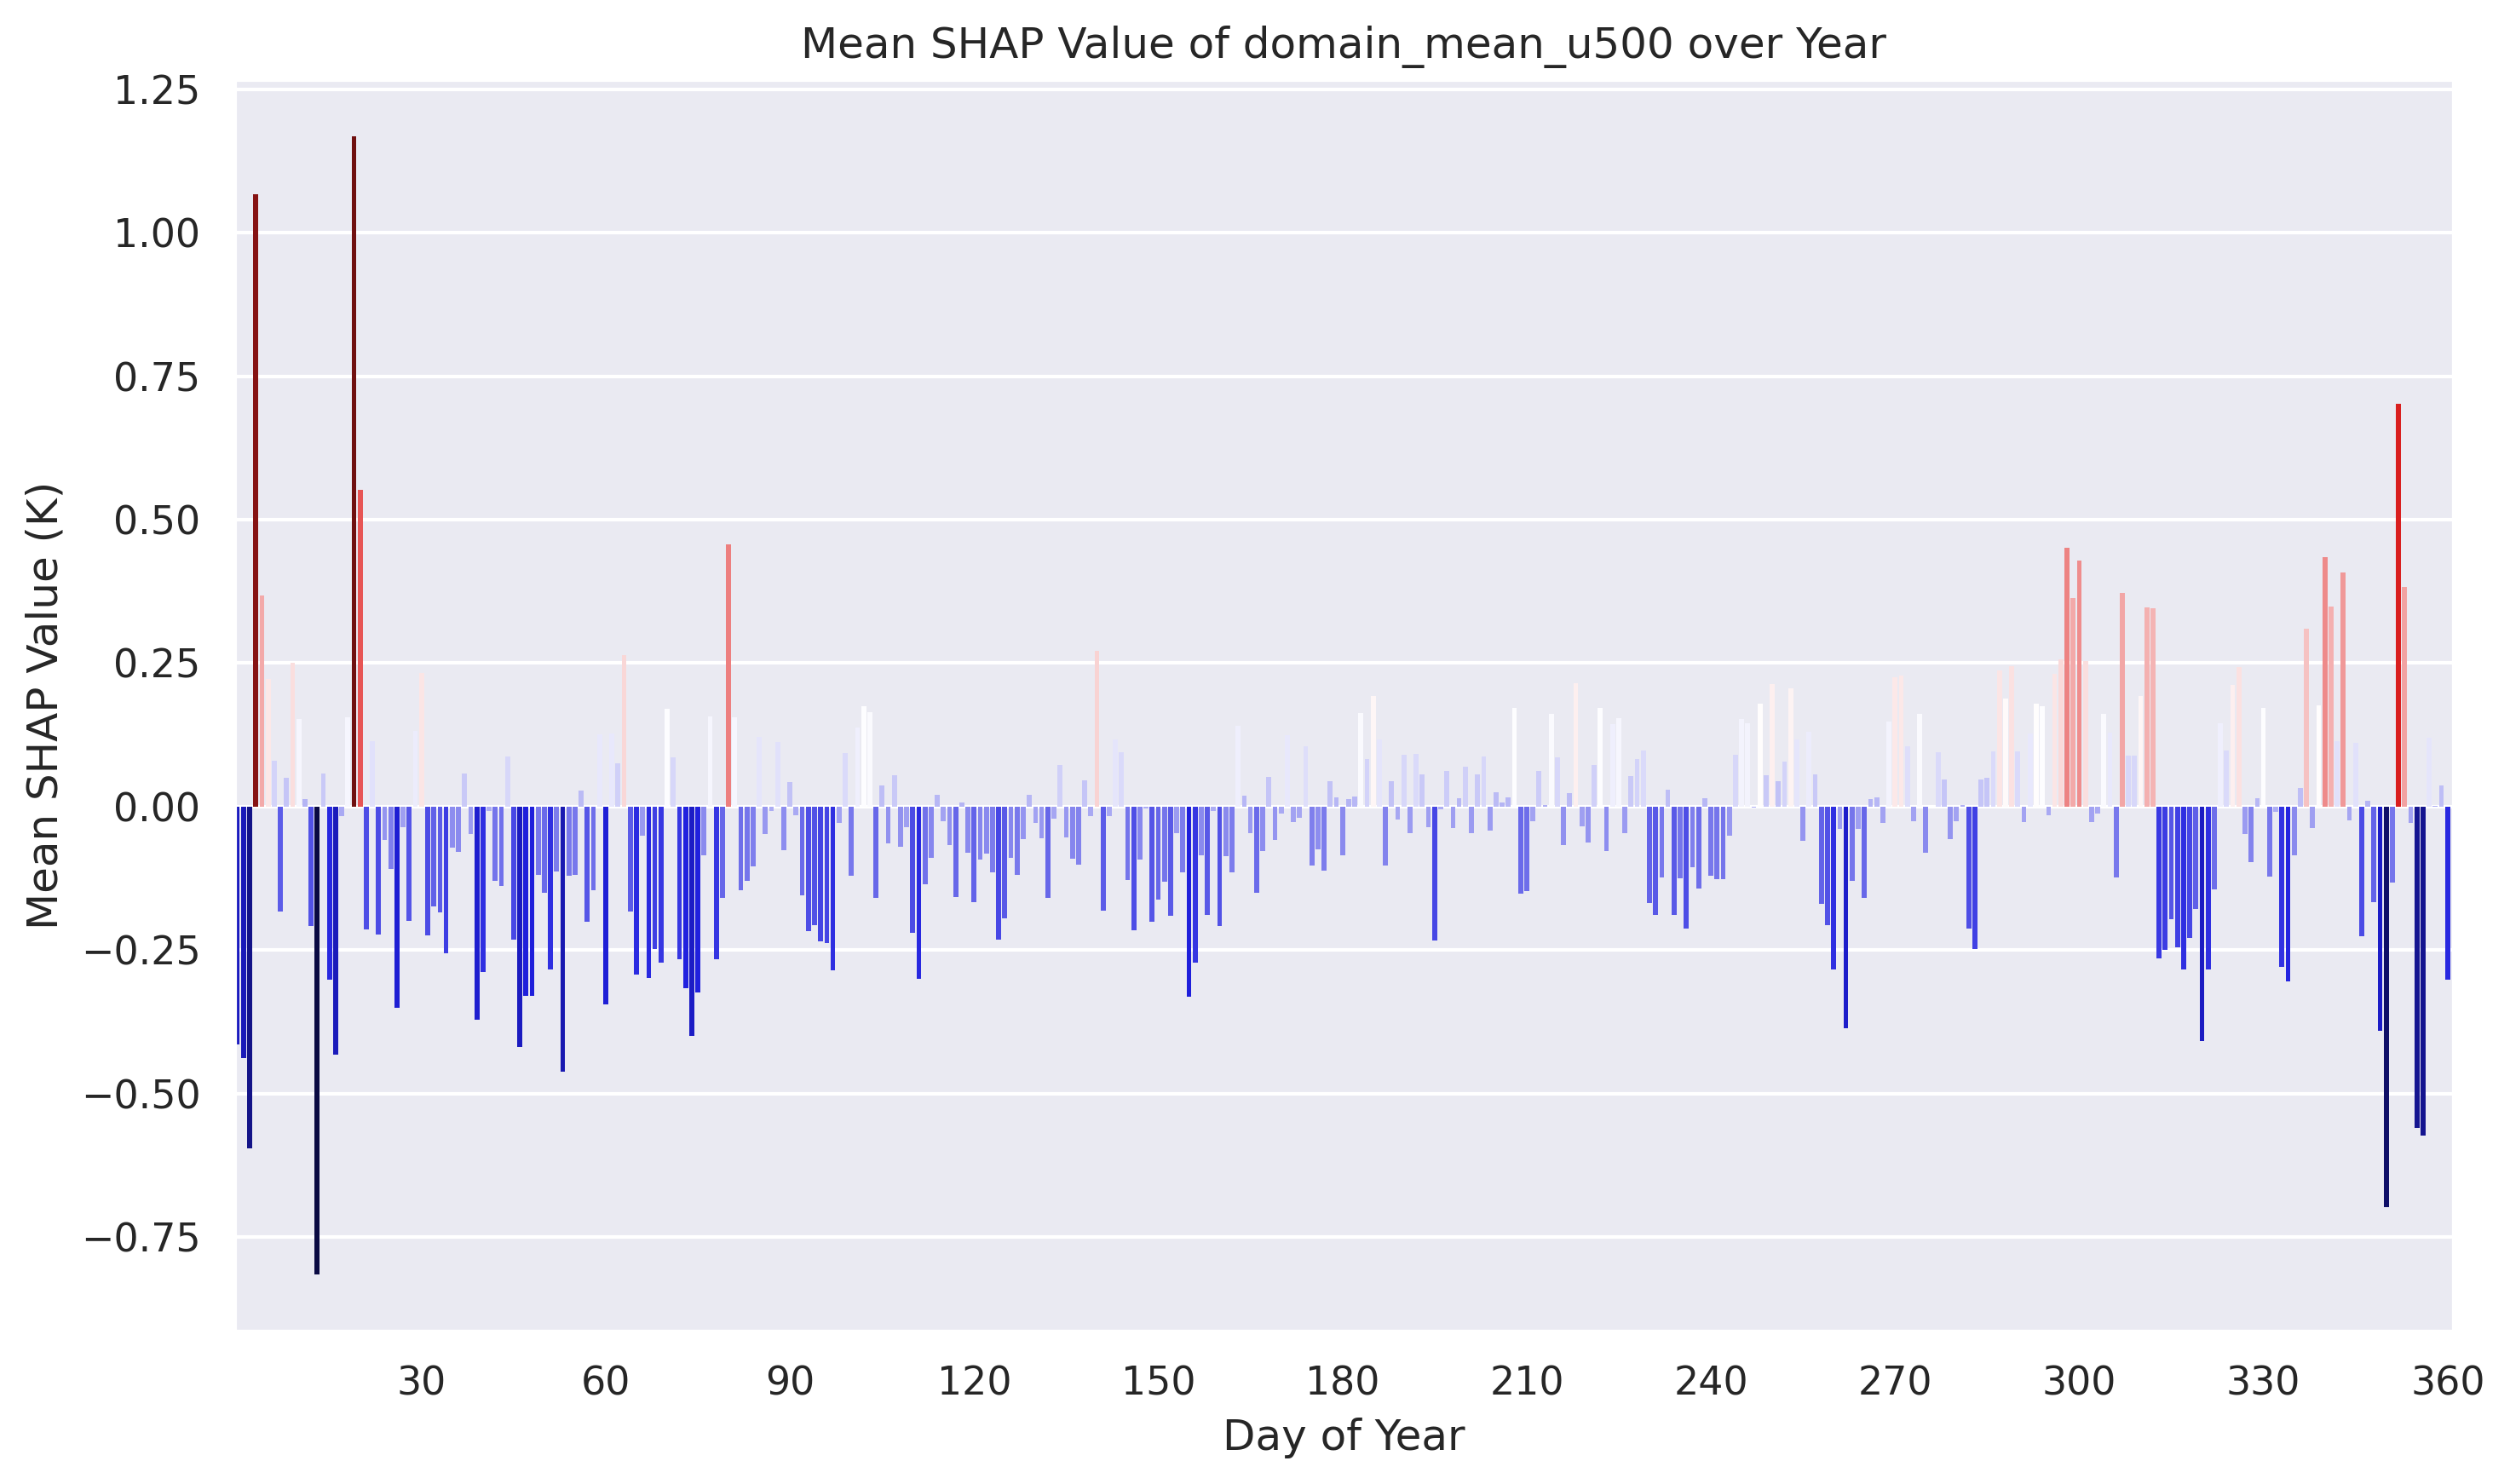 Mean SHAP Value of domain_mean_u500 over Year
Mean SHAP Value (K)
1.25
1.00
0.75
0.50
0.25
0.00
−0.25
−0.50
−0.75
30 60 90 120 150 180 210 240 270 300 330 360
Day of Year